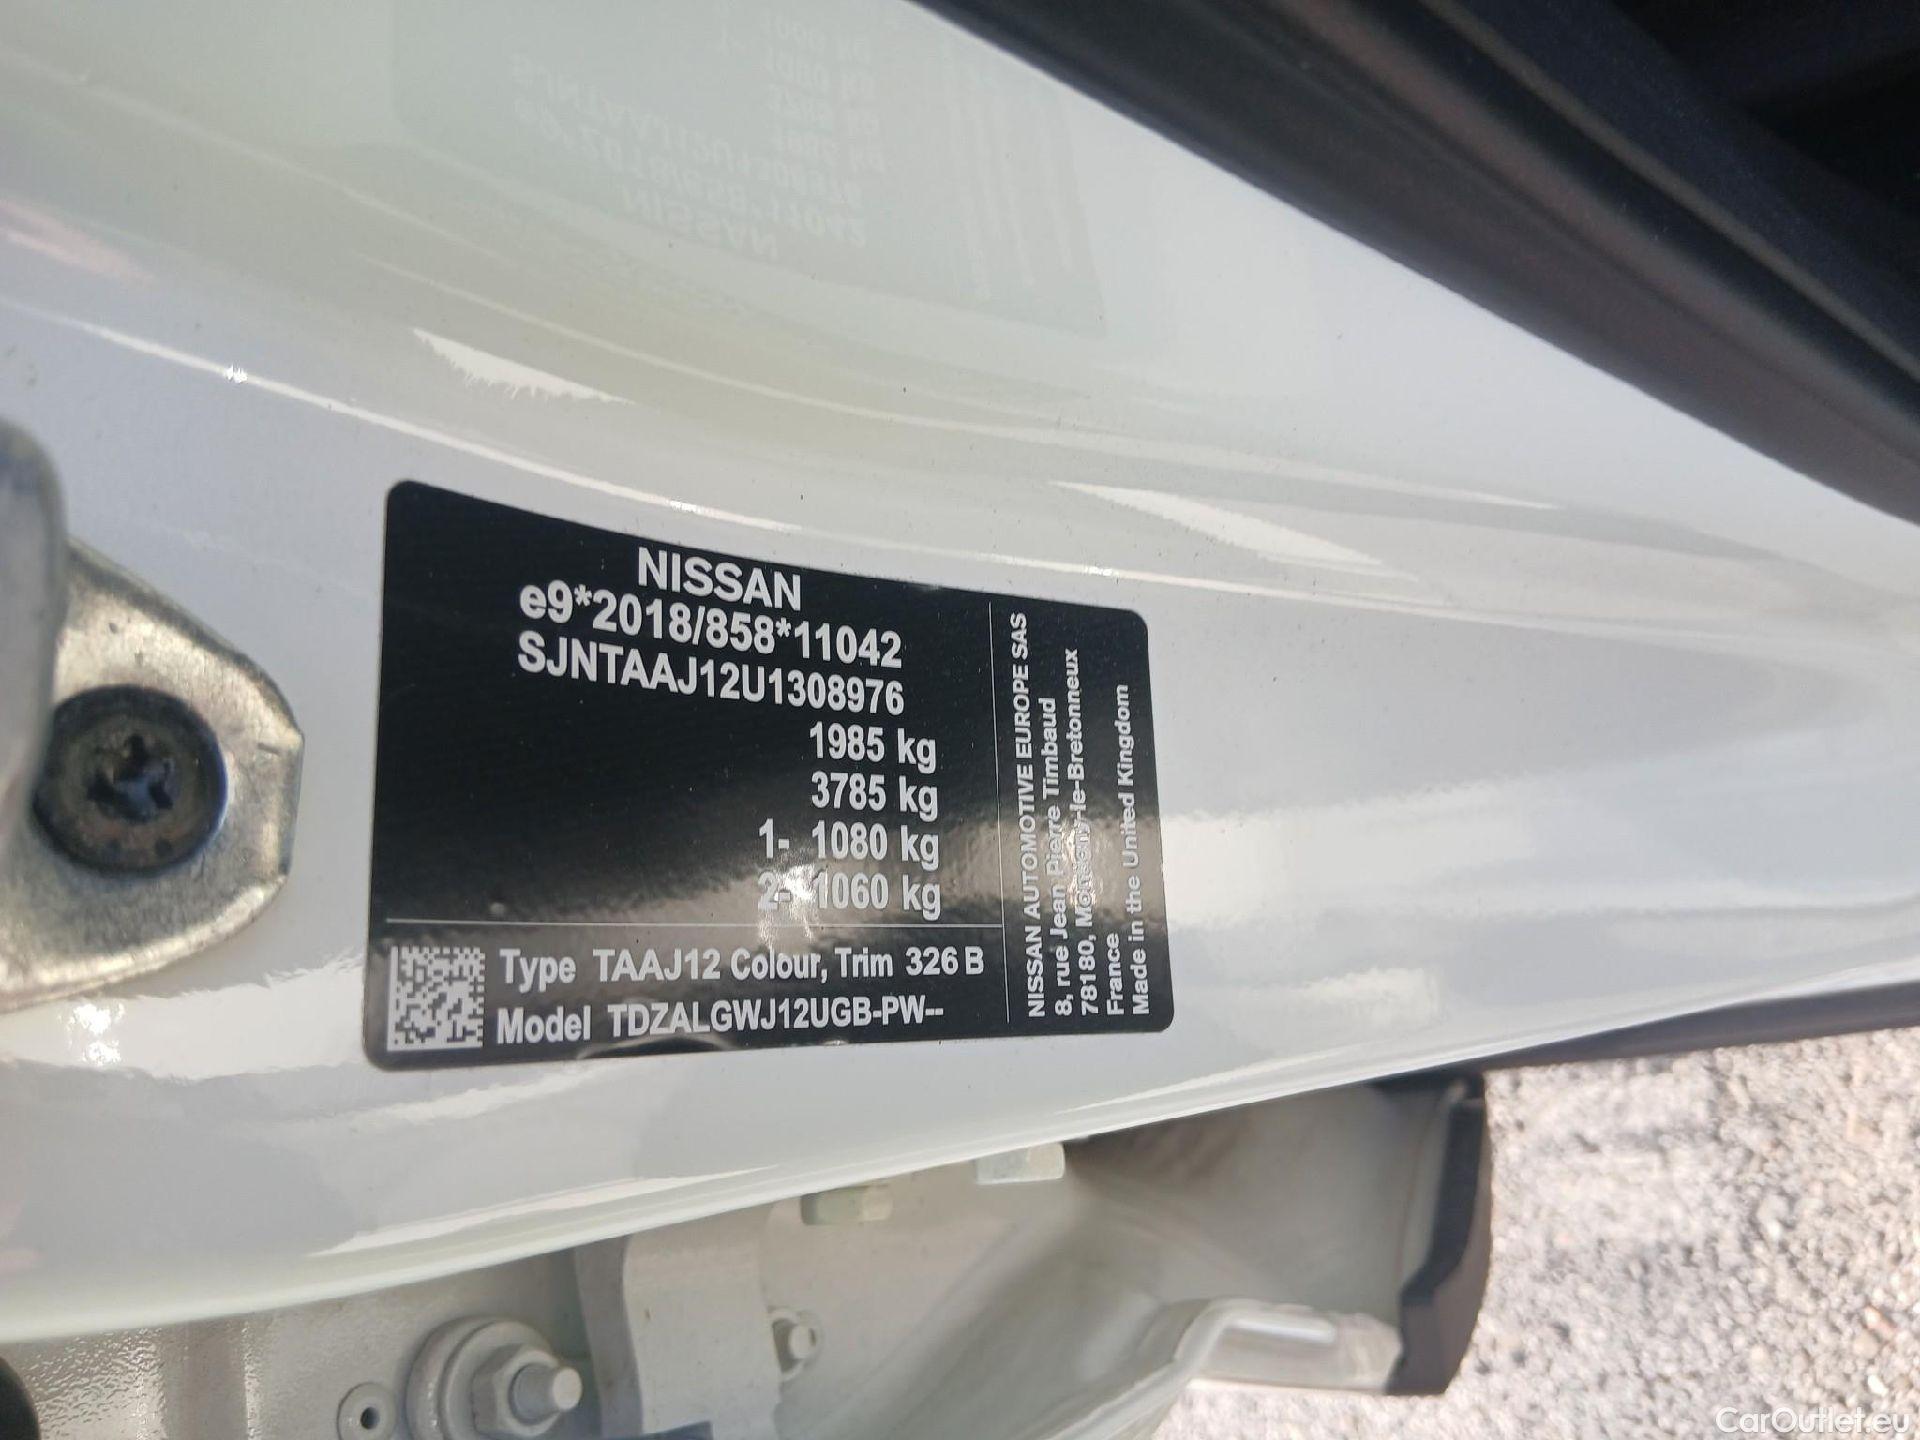 NISSAN
e9*2018/858*11042
SJNTAAJ12U1308976
1985 kg
3785 kg
1- 1080 kg
2- 1060 kg
Type TAAJ12 Colour, Trim 326 B
Model TDZALGWJ12UGB-PW--
NISSAN AUTOMOTIVE EUROPE SAS
8, rue Jean Pierre Timbaud
78180, Montigny-le-Bretonneux
France
Made in the United Kingdom
CarOutlet.eu